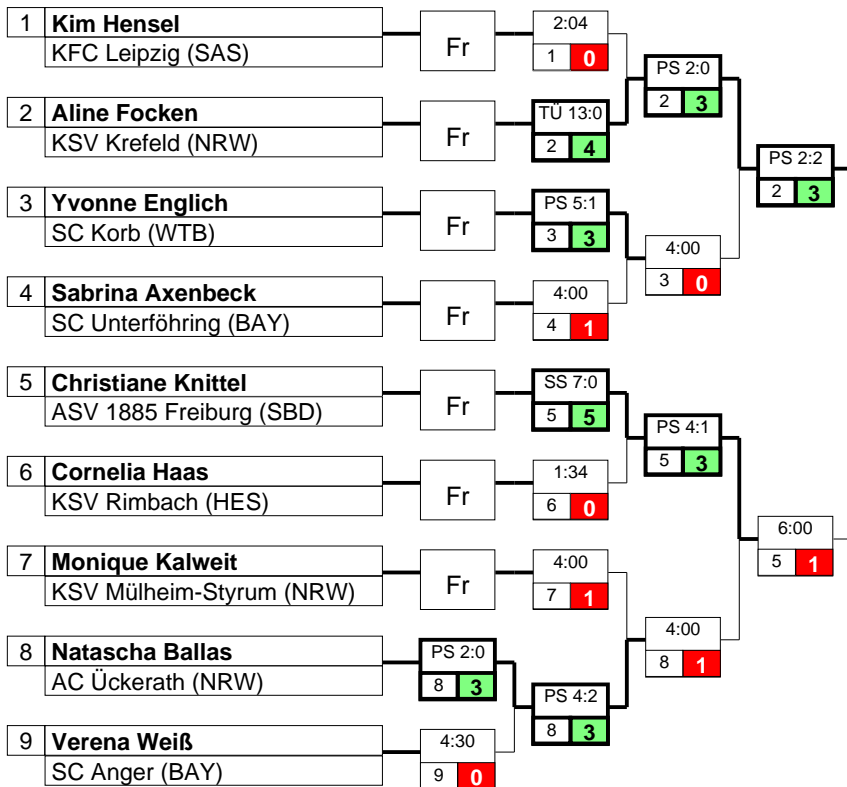 1 Kim Hensel
KFC Leipzig (SAS)
Fr
2:04
1 0
PS 2:0
2 3
2 Aline Focken
KSV Krefeld (NRW)
Fr
TÜ 13:0
2 4
PS 2:2
2 3
3 Yvonne Englich
SC Korb (WTB)
Fr
PS 5:1
3 3
4:00
3 0
4 Sabrina Axenbeck
SC Unterföhring (BAY)
Fr
4:00
4 1
5 Christiane Knittel
ASV 1885 Freiburg (SBD)
Fr
SS 7:0
5 5
PS 4:1
5 3
6 Cornelia Haas
KSV Rimbach (HES)
Fr
1:34
6 0
6:00
5 1
7 Monique Kalweit
KSV Mülheim-Styrum (NRW)
Fr
4:00
7 1
4:00
8 1
8 Natascha Ballas
AC Ückerath (NRW)
PS 2:0
8 3
PS 4:2
8 3
9 Verena Weiß
SC Anger (BAY)
4:30
9 0